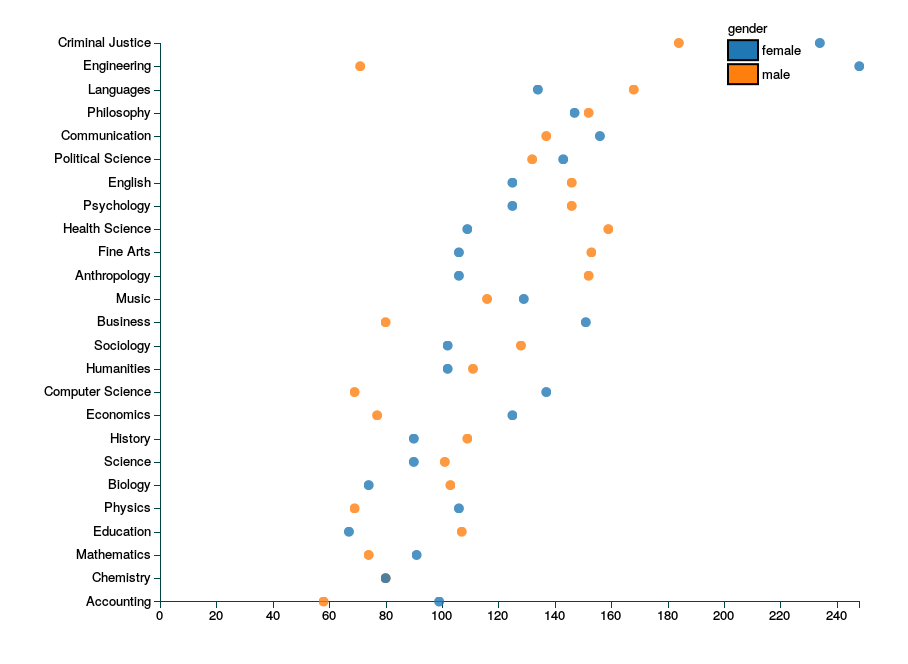 gender
female
male
Criminal Justice
Engineering
Languages
Philosophy
Communication
Political Science
English
Psychology
Health Science
Fine Arts
Anthropology
Music
Business
Sociology
Humanities
Computer Science
Economics
History
Science
Biology
Physics
Education
Mathematics
Chemistry
Accounting
0 20 40 60 80 100 120 140 160 180 200 220 240